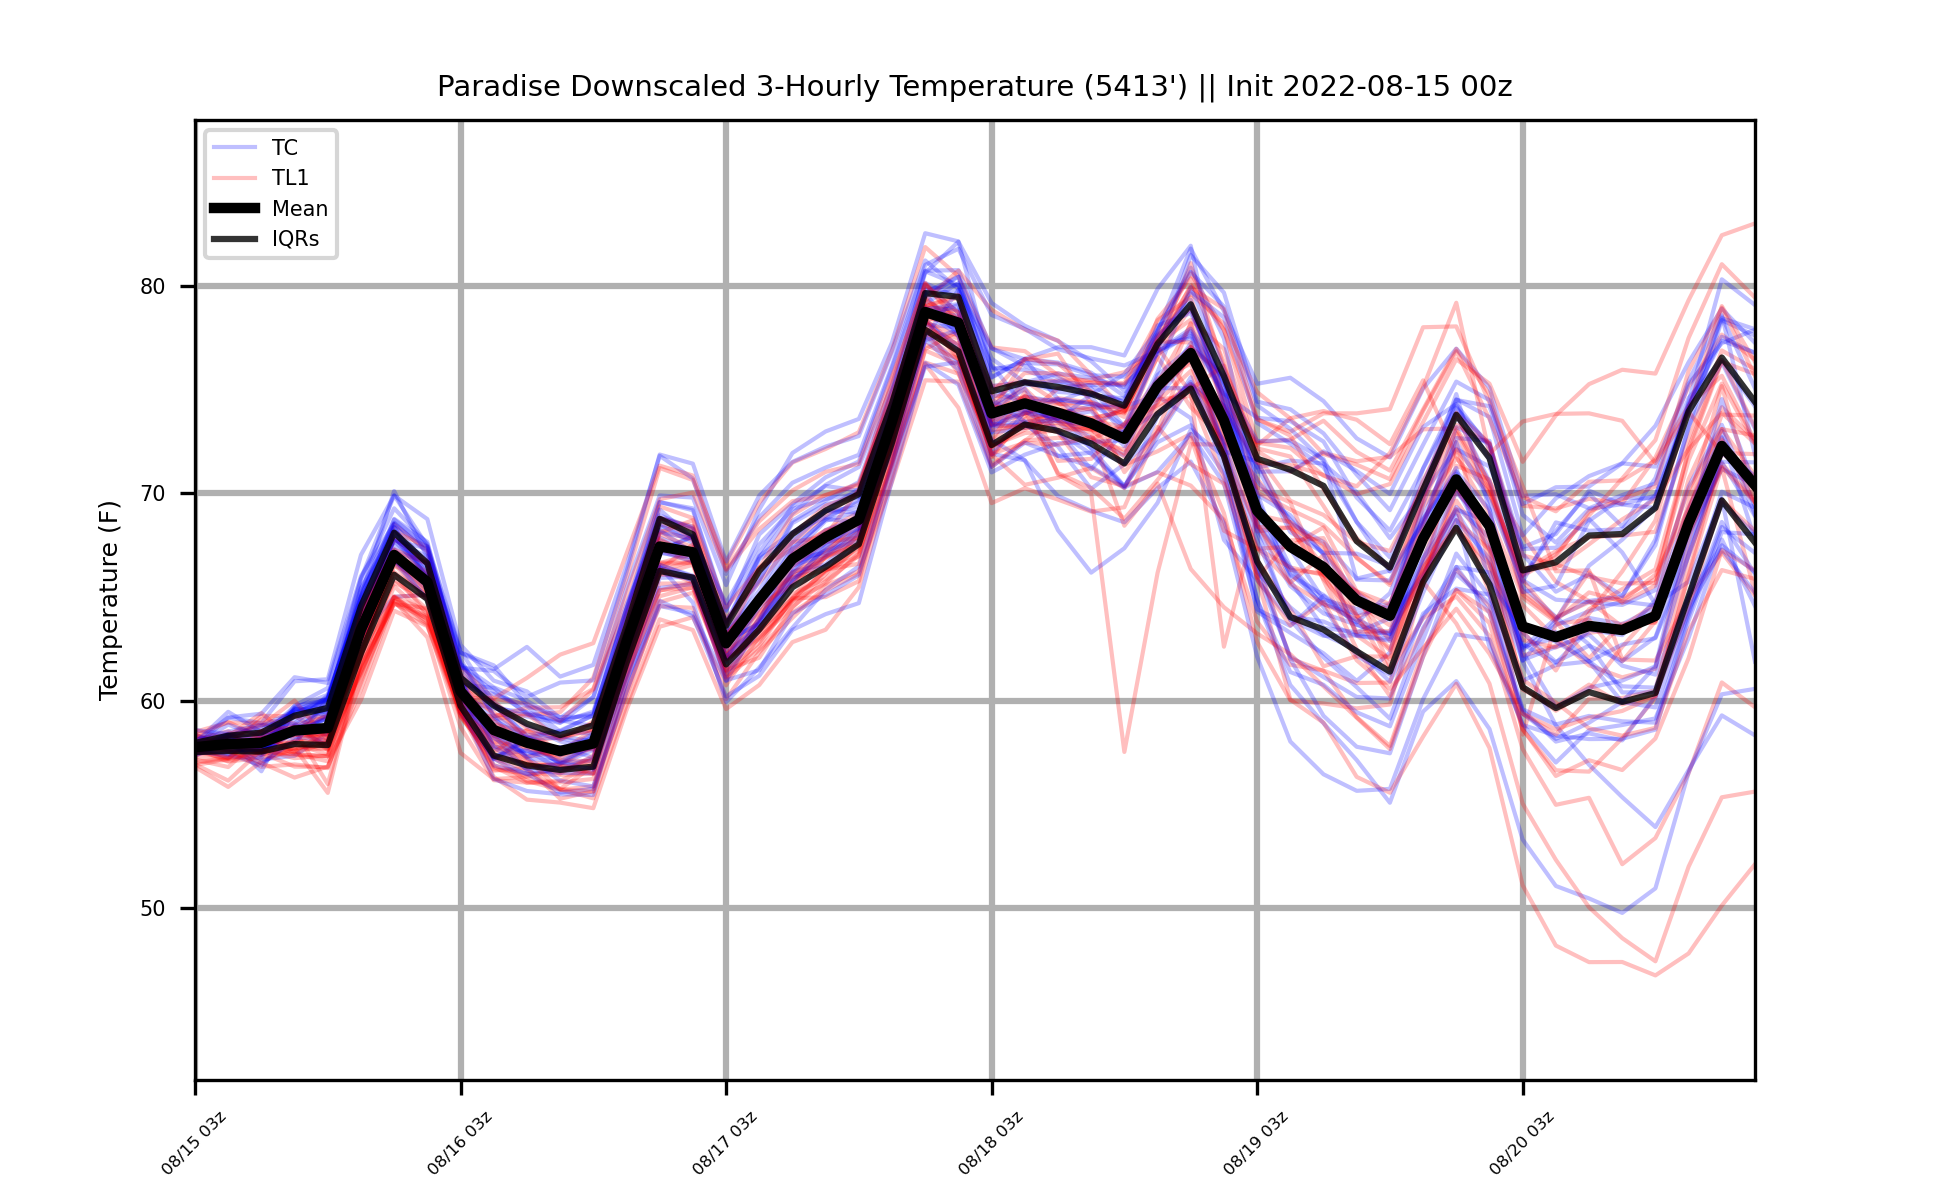 Paradise Downscaled 3-Hourly Temperature (5413') || Init 2022-08-15 00z
TC
TL1
Mean
IQRs
80
70
60
50
Temperature (F)
08/15 03z
08/16 03z
08/17 03z
08/18 03z
08/19 03z
08/20 03z